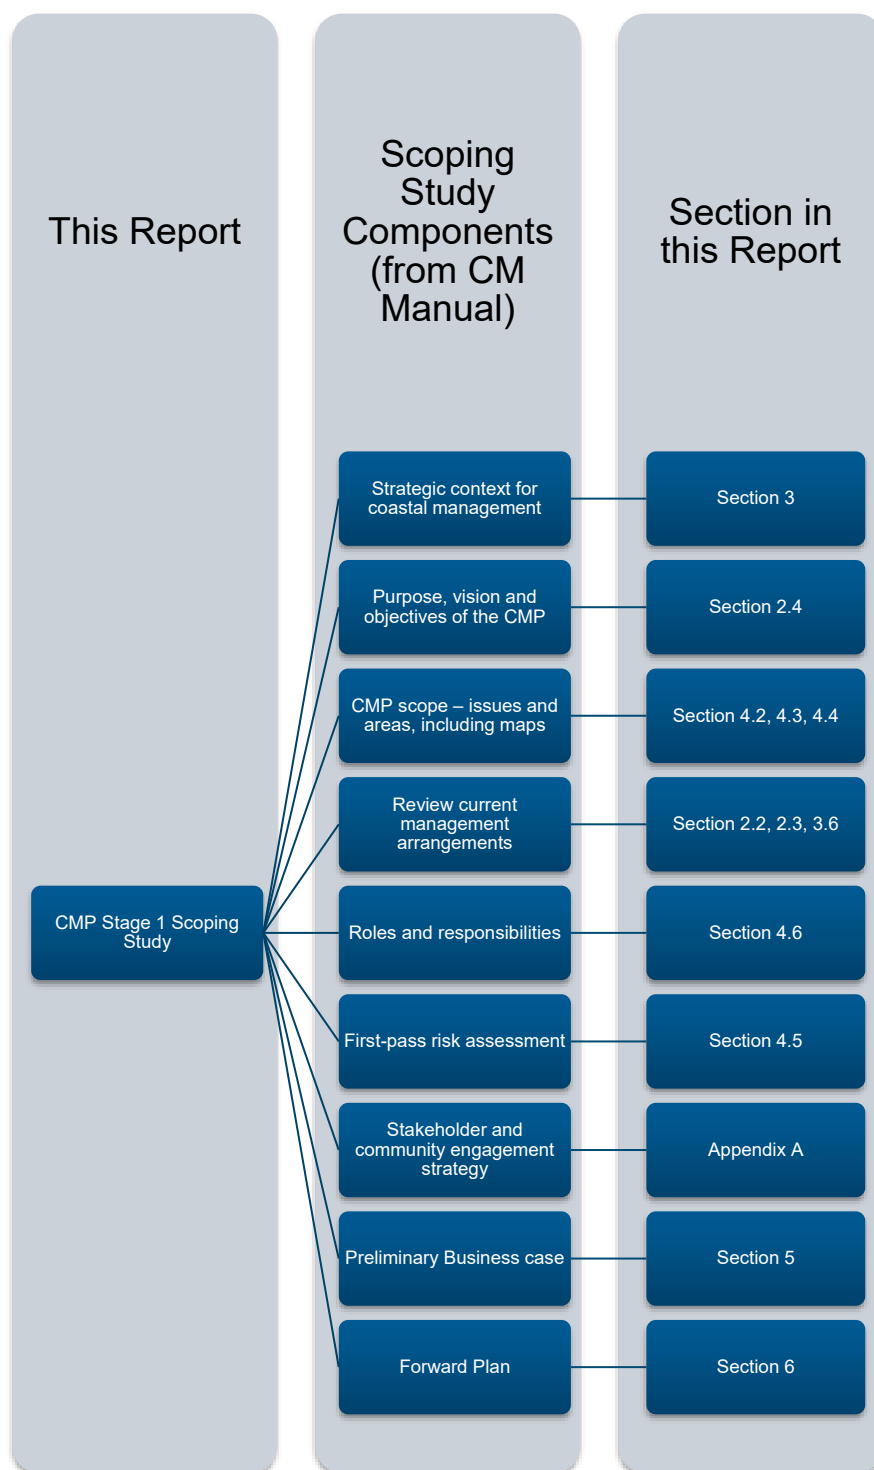 This Report
Scoping
Study
Components
(from CM
Manual)
Section in
this Report
CMP Stage 1 Scoping
Study
Strategic context for
coastal management
Section 3
Purpose, vision and
objectives of the CMP
Section 2.4
CMP scope – issues and
areas, including maps
Section 4.2, 4.3, 4.4
Review current
management
arrangements
Section 2.2, 2.3, 3.6
Roles and responsibilities
Section 4.6
First-pass risk assessment
Section 4.5
Stakeholder and
community engagement
strategy
Appendix A
Preliminary Business case
Section 5
Forward Plan
Section 6